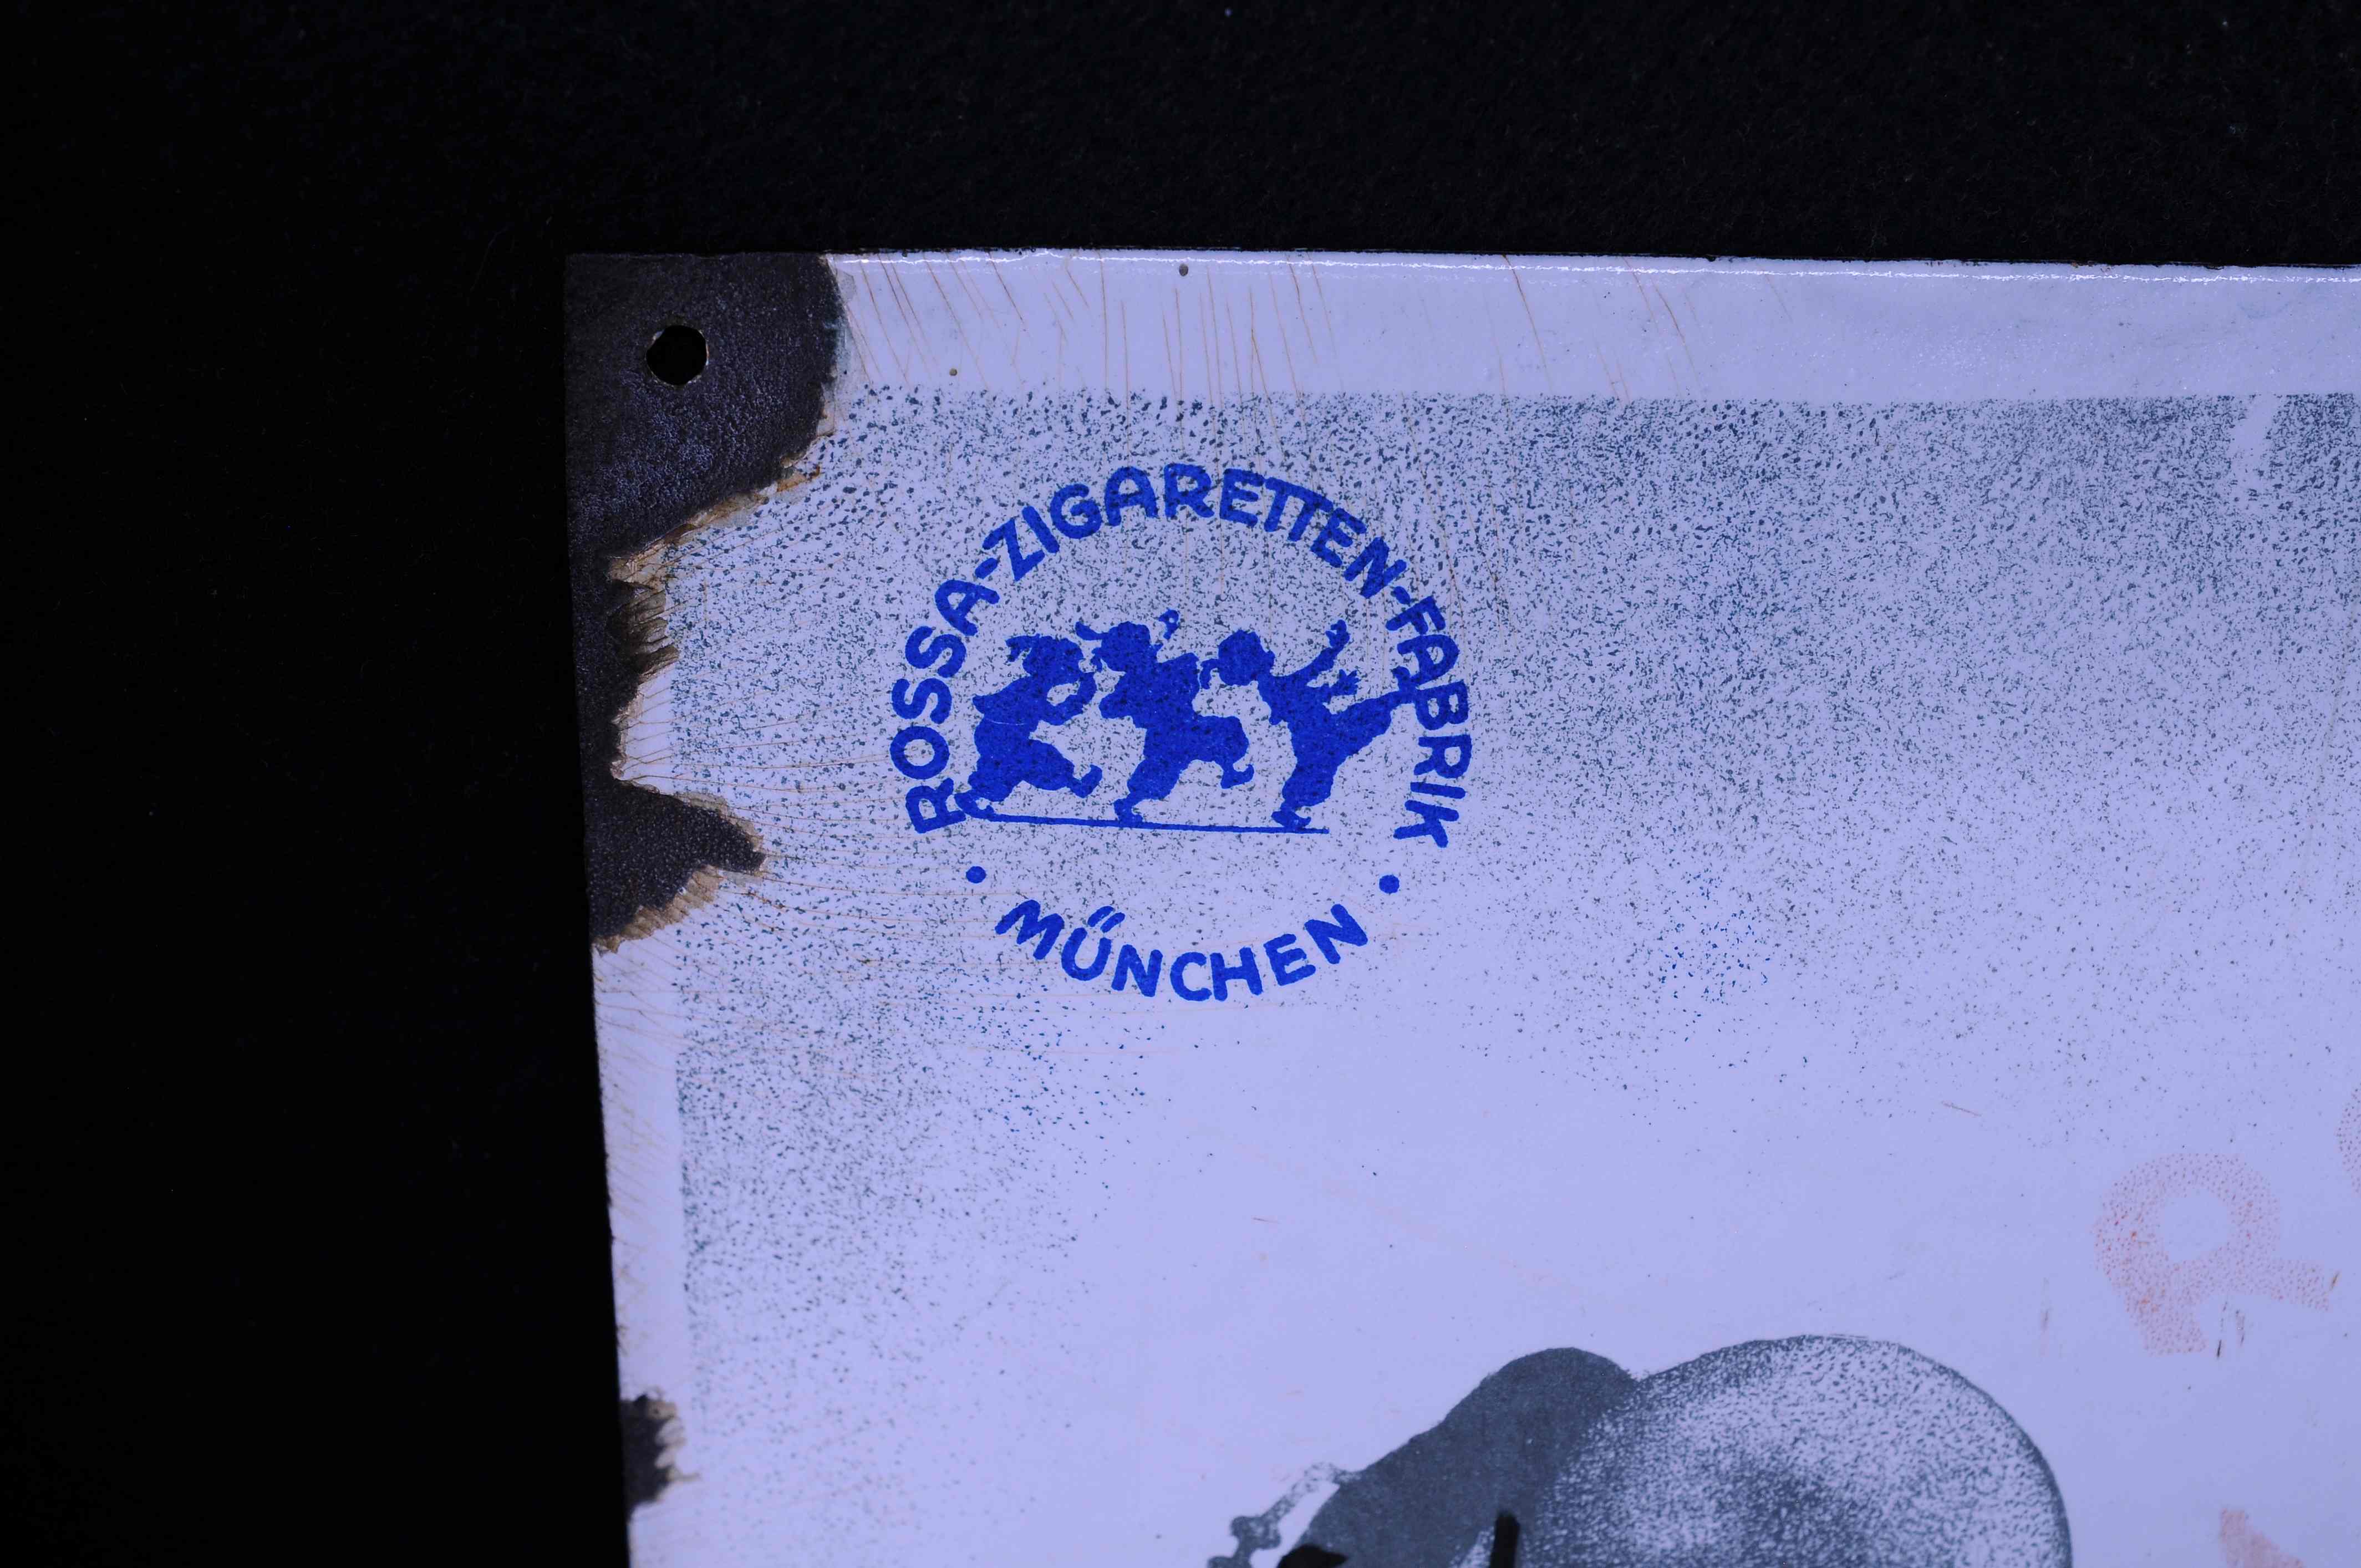 ROSSA-ZIGARETTEN-FABRIK
• MÜNCHEN •
R